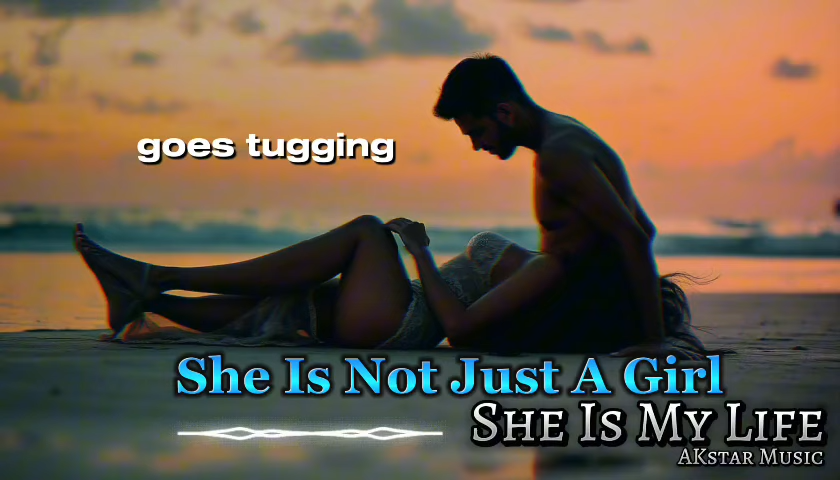 goes tugging
She Is Not Just A Girl
She Is My Life
AKstar Music